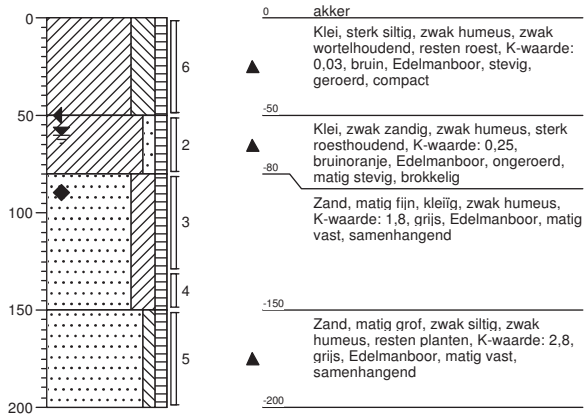 0
50
100
150
200
6
2
3
4
5
0 akker
Klei, sterk siltig, zwak humeus, zwak
wortelhoudend, resten roest, K-waarde:
0,03, bruin, Edelmanboor, stevig,
geroerd, compact
-50
Klei, zwak zandig, zwak humeus, sterk
roesthoudend, K-waarde: 0,25,
bruinoranje, Edelmanboor, ongeroerd,
matig stevig, brokkelig
-80
Zand, matig fijn, kleiïg, zwak humeus,
K-waarde: 1,8, grijs, Edelmanboor, matig
vast, samenhangend
-150
Zand, matig grof, zwak siltig, zwak
humeus, resten planten, K-waarde: 2,8,
grijs, Edelmanboor, matig vast,
samenhangend
-200